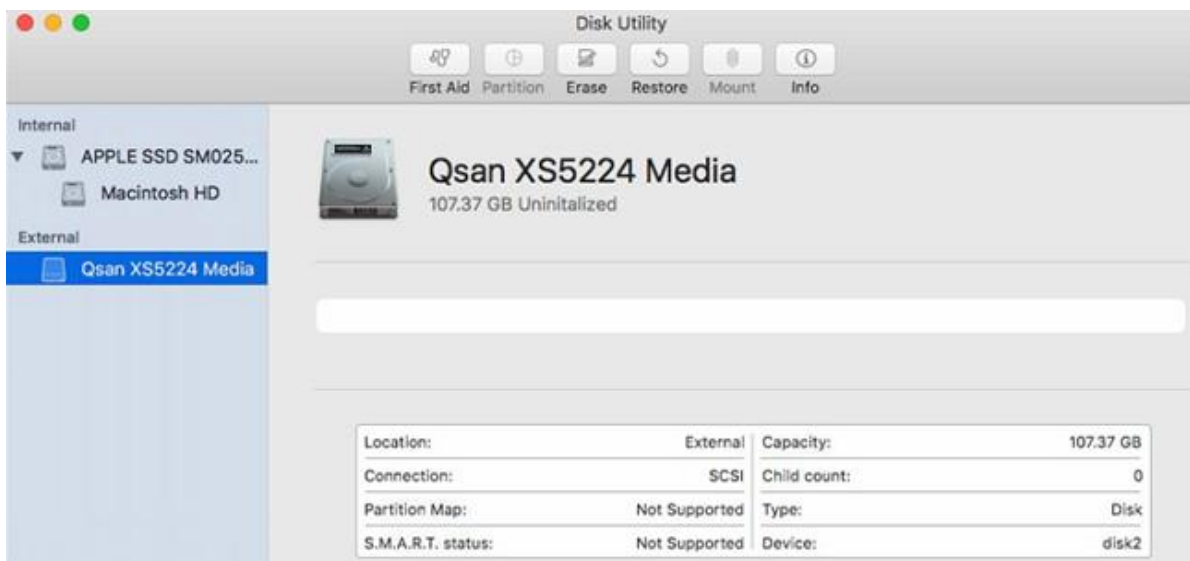 Disk Utility
First Aid Partition Erase Restore Mount Info
Internal
APPLE SSD SM025...
Macintosh HD
External
Qsan XS5224 Media
Qsan XS5224 Media
107.37 GB Uninitalized
Location: External Capacity: 107.37 GB
Connection: SCSI Child count: 0
Partition Map: Not Supported Type: Disk
S.M.A.R.T. status: Not Supported Device: disk2